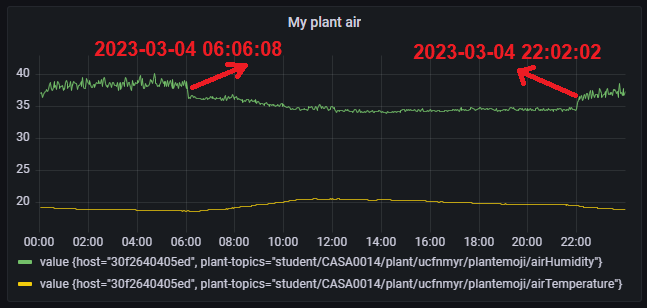 My plant air
2023-03-04 06:06:08
2023-03-04 22:02:02
40
35
30
25
20
00:00 02:00 04:00 06:00 08:00 10:00 12:00 14:00 16:00 18:00 20:00 22:00
value {host="30f2640405ed", plant-topics="student/CASA0014/plant/ucfnmyr/plantemoji/airHumidity"}
value {host="30f2640405ed", plant-topics="student/CASA0014/plant/ucfnmyr/plantemoji/airTemperature"}